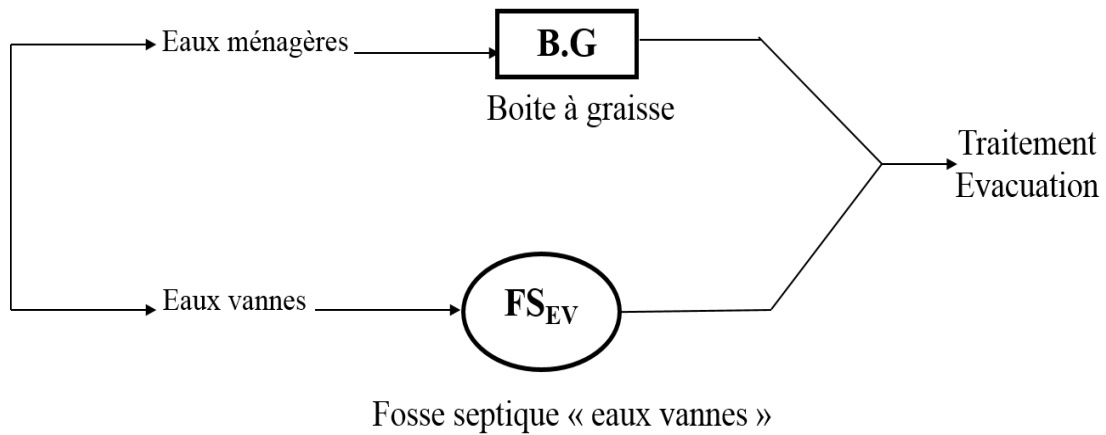 Eaux ménagères
B.G
Boite à graisse
Traitement
Evacuation
Eaux vannes
FSEV
Fosse septique « eaux vannes »